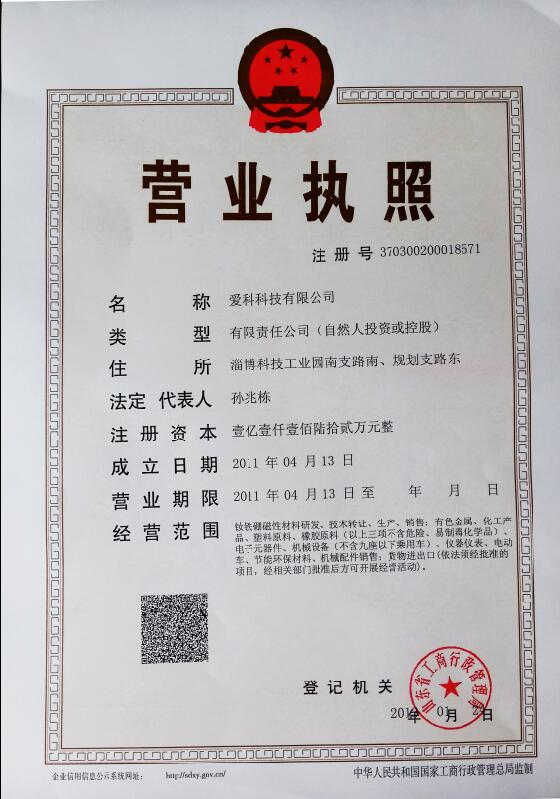 营业执照
注册号 370300200018571
名称 爱科科技有限公司
类型 有限责任公司（自然人投资或控股）
住所 淄博科技工业园南支路南、规划支路东
法定代表人 孙兆栋
注册资本 壹亿壹仟壹佰陆拾贰万元整
成立日期 2011 年 04 月 13 日
营业期限 2011 年 04 月 13 日 至 年 月 日
经营范围 钕铁硼磁性材料研发、技术转让、生产、销售；有色金属、化工产
品、塑料原料、橡胶原料（以上三项不含危险、易制毒化学品）、
电子元器件、机械设备（不含九座以下乘用车）、仪器仪表、电动
车、节能环保材料、机械配件销售；货物进出口(依法须经批准的
项目，经相关部门批准后方可开展经营活动)。
山东省工商行政管理局
登记机关
年 01 月 日
企业信用信息公示系统网址： http://sdxy.gov.cn/
中华人民共和国国家工商行政管理总局监制